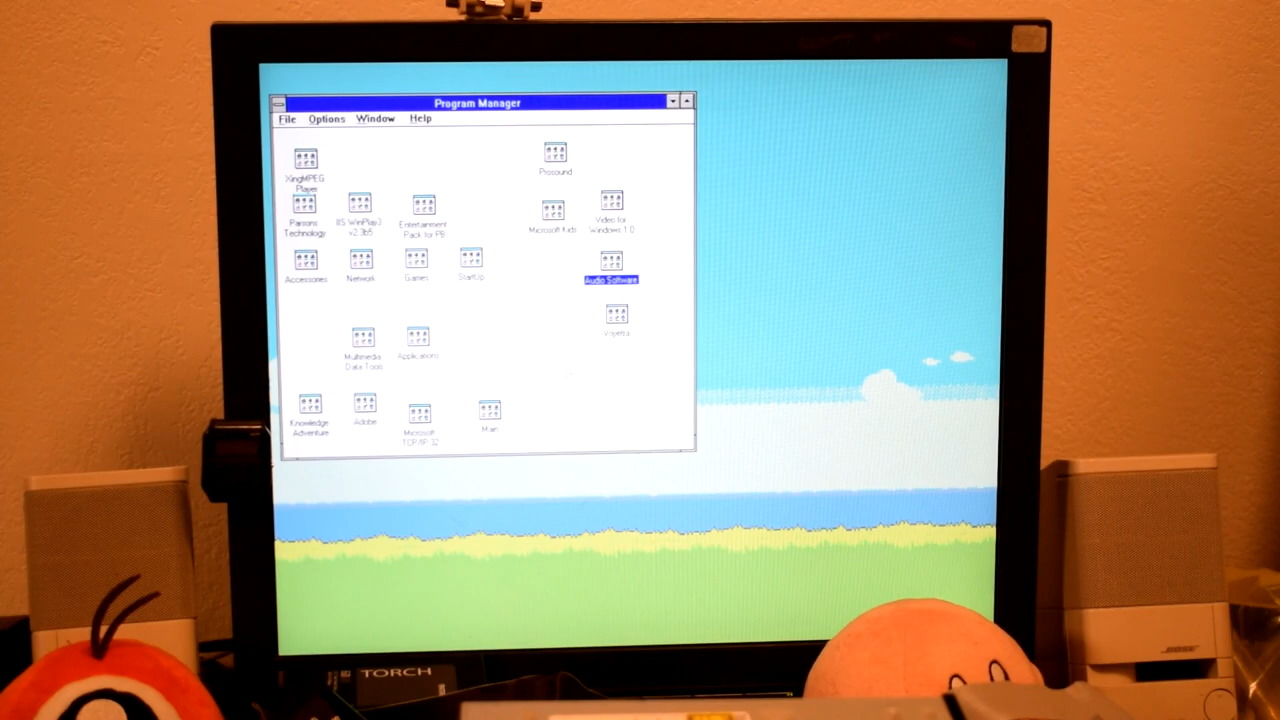 Program Manager
File Options Window Help
XingMPEG
Player
Prosound
Parsons
Technology
IIS WinPlay3
v2.3b5
Entertainment
Pack for PB
Microsoft Kids
Video for
Windows 1.0
Accessories
Network
Games
StartUp
Audio Software
Voyetra
Multimedia
Data Tools
Applications
Knowledge
Adventure
Adobe
Microsoft
TCP/IP-32
Main
TORCH
BOSE